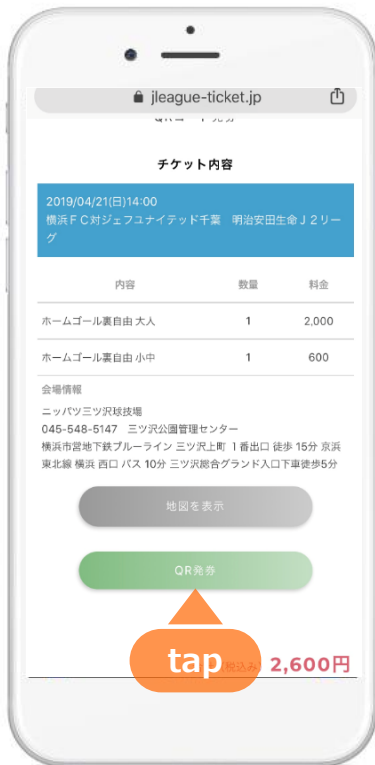 jleague-ticket.jp
チケット内容
2019/04/21(日)14:00
横浜ＦＣ対ジェフユナイテッド千葉　明治安田生命Ｊ２リー
グ
内容 数量 料金
ホームゴール裏自由 大人 1 2,000
ホームゴール裏自由 小中 1 600
会場情報
ニッパツ三ツ沢球技場
045-548-5147　三ツ沢公園管理センター
横浜市営地下鉄ブルーライン 三ツ沢上町 １番出口 徒歩 15分 京浜
東北線 横浜 西口 バス 10分 三ツ沢総合グランド入口下車徒歩5分
地図を表示
QR発券
tap
税込み) 2,600円